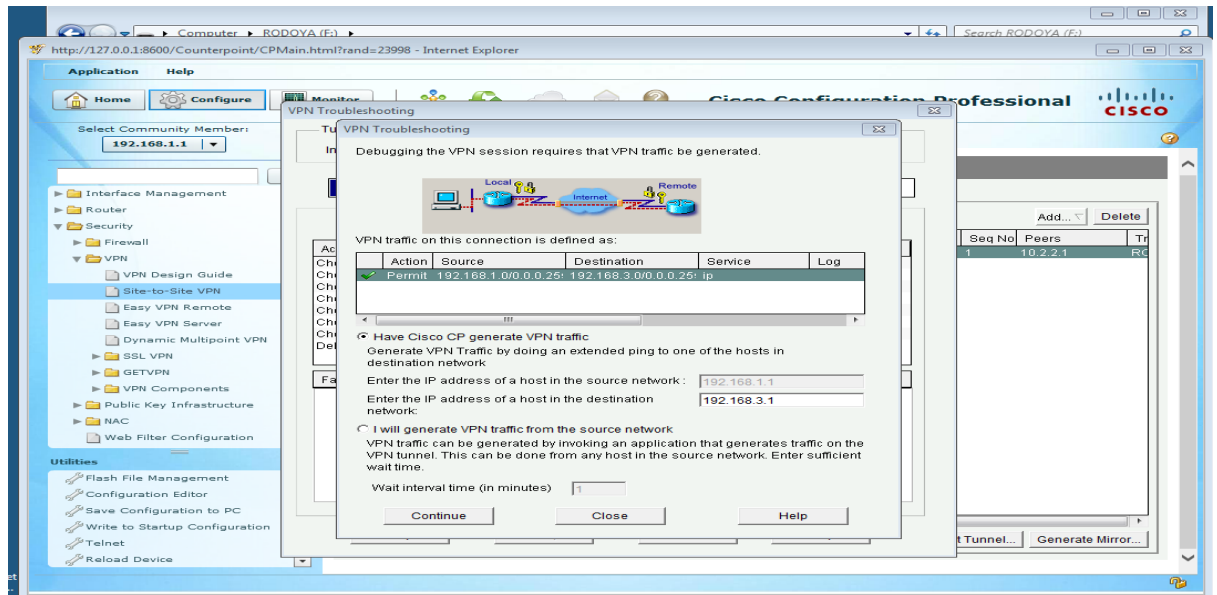 Computer ▸ RODOYA (F:) ▸
Search RODOYA (F:)
http://127.0.0.1:8600/Counterpoint/CPMain.html?rand=23998 - Internet Explorer
Application Help
Home Configure Monitor Cisco Configuration Professional
CISCO
Select Community Member:
192.168.1.1
Interface Management
Router
Security
Firewall
VPN
VPN Design Guide
Site-to-Site VPN
Easy VPN Remote
Easy VPN Server
Dynamic Multipoint VPN
SSL VPN
GETVPN
VPN Components
Public Key Infrastructure
NAC
Web Filter Configuration
Utilities
Flash File Management
Configuration Editor
Save Configuration to PC
Write to Startup Configuration
Telnet
Reload Device
VPN Troubleshooting
VPN Troubleshooting
Debugging the VPN session requires that VPN traffic be generated.
Local Internet Remote
VPN traffic on this connection is defined as:
Action Source Destination Service Log
Permit 192.168.1.0/0.0.0.25 192.168.3.0/0.0.0.25 ip
Have Cisco CP generate VPN traffic
Generate VPN Traffic by doing an extended ping to one of the hosts in
destination network
Enter the IP address of a host in the source network : 192.168.1.1
Enter the IP address of a host in the destination
network: 192.168.3.1
I will generate VPN traffic from the source network
VPN traffic can be generated by invoking an application that generates traffic on the
VPN tunnel. This can be done from any host in the source network. Enter sufficient
wait time.
Wait interval time (in minutes) 1
Continue Close Help
Add... Delete
Seq No Peers Tr
1 10.2.2.1 RO
t Tunnel... Generate Mirror...